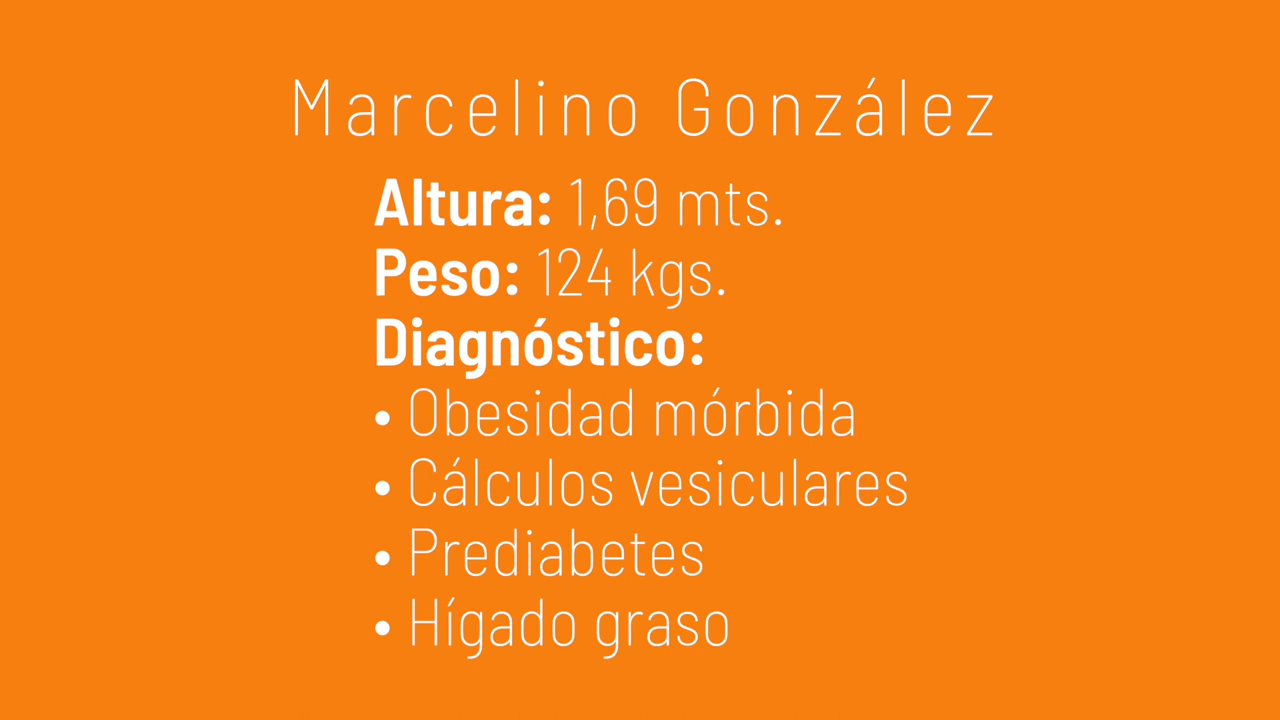 Marcelino González
Altura: 1,69 mts.
Peso: 124 kgs.
Diagnóstico:
• Obesidad mórbida
• Cálculos vesiculares
• Prediabetes
• Hígado graso